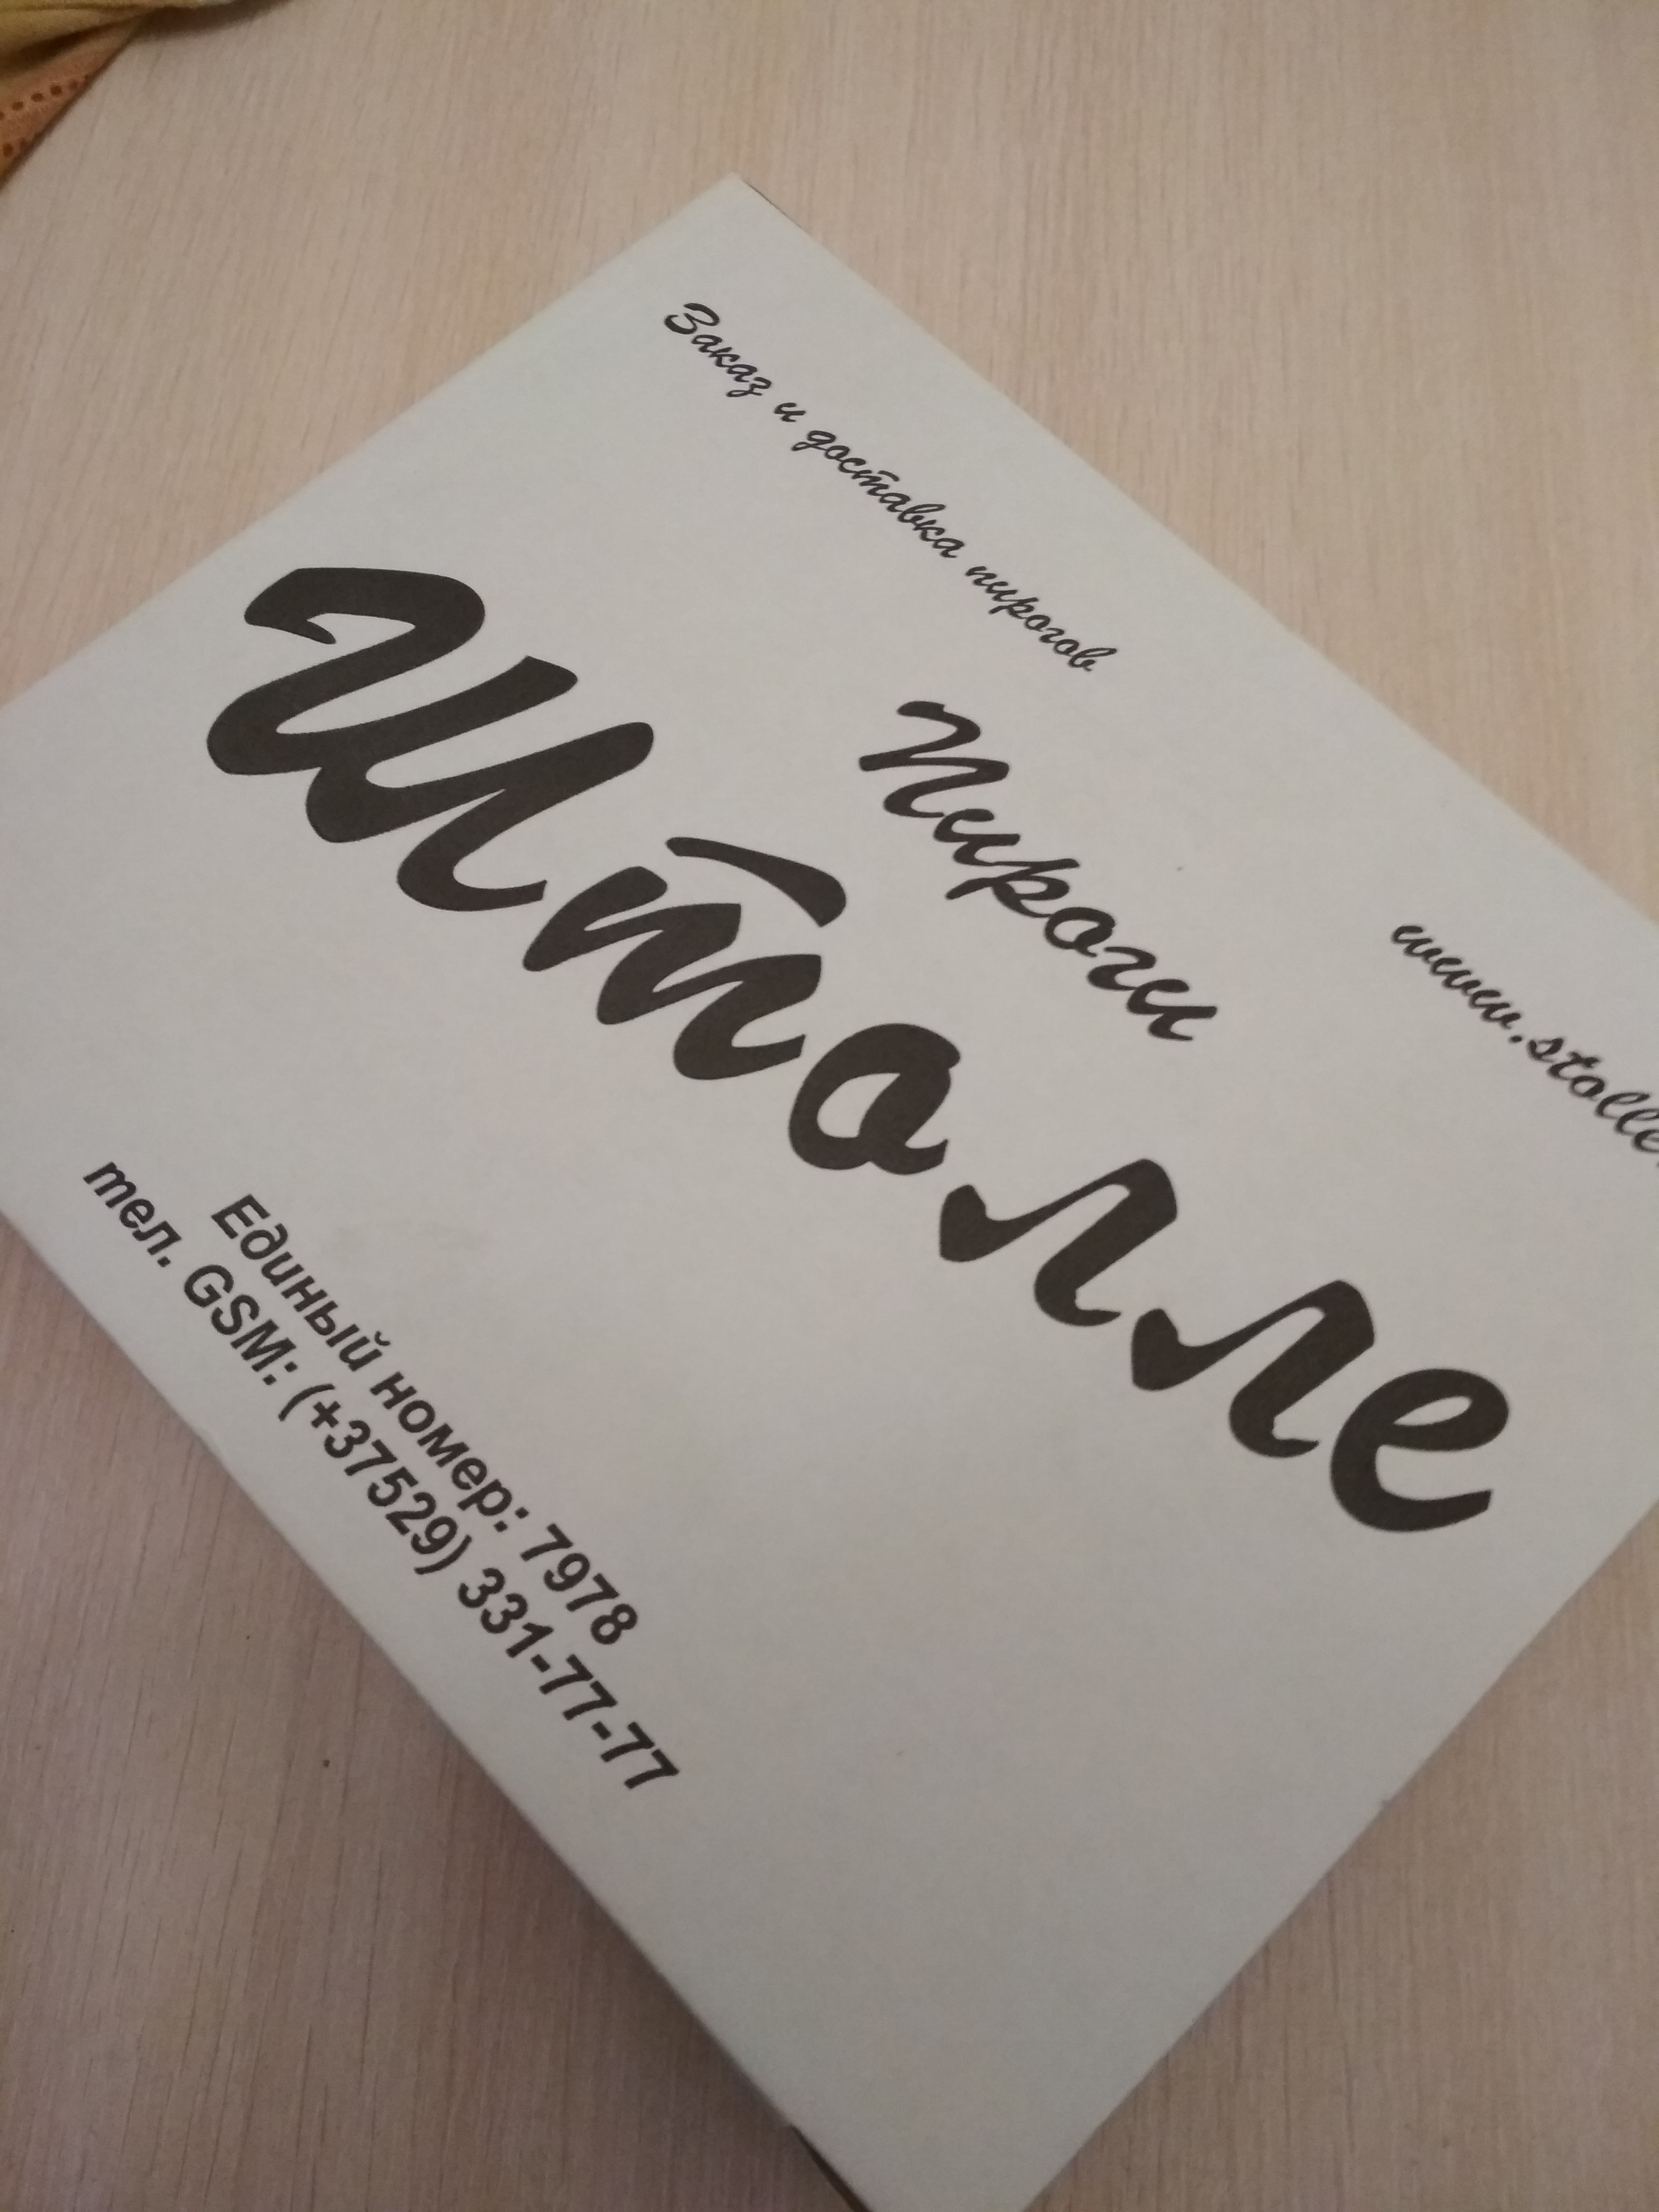 Заказ и доставка пирогов
www.stolle.
Пироги
Штолле
Единый номер: 7978
тел. GSM: (+37529) 331-77-77